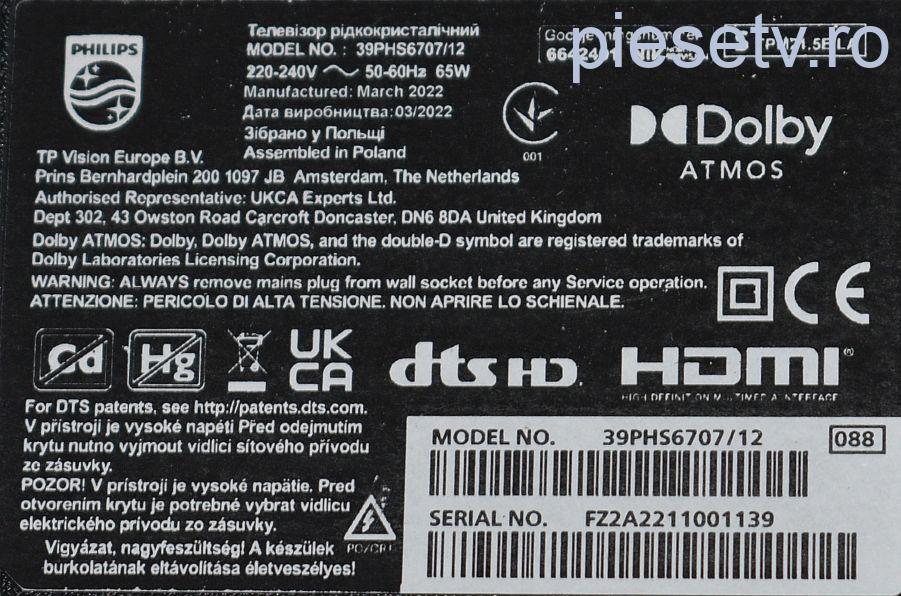 PHILIPS
Телевізор рідкокристалічний
MODEL NO. : 39PHS6707/12
220-240V 50-60Hz 65W
Manufactured: March 2022
Дата виробництва:03/2022
Зібрано у Польщі
Assembled in Poland
001
piesetv.ro
Dolby
ATMOS
TP Vision Europe B.V.
Prins Bernhardplein 200 1097 JB Amsterdam, The Netherlands
Authorised Representative: UKCA Experts Ltd.
Dept 302, 43 Owston Road Carcroft Doncaster, DN6 8DA United Kingdom
Dolby ATMOS: Dolby, Dolby ATMOS, and the double-D symbol are registered trademarks of
Dolby Laboratories Licensing Corporation.
WARNING: ALWAYS remove mains plug from wall socket before any Service operation.
ATTENZIONE: PERICOLO DI ALTA TENSIONE. NON APRIRE LO SCHIENALE.
CE
Cd Hg UK
CA
dts HD
HDMI®
HIGH DEFINITION MULTIMEDIA INTERFACE
For DTS patents, see http://patents.dts.com.
V přístroji je vysoké napětí Před odejmutím
krytu nutno vyjmout vidlici síťového přívodu
ze zásuvky.
POZOR! V prístroji je vysoké napätie. Pred
otvorením krytu je potrebné vybrat vidlicu
elektrického prívodu zo zásuvky.
POZOR!
Vigyázat, nagyfeszültség! A készülék
burkolatának eltávolítása életveszélyes!
MODEL NO. 39PHS6707/12 088
SERIAL NO. FZ2A2211001139